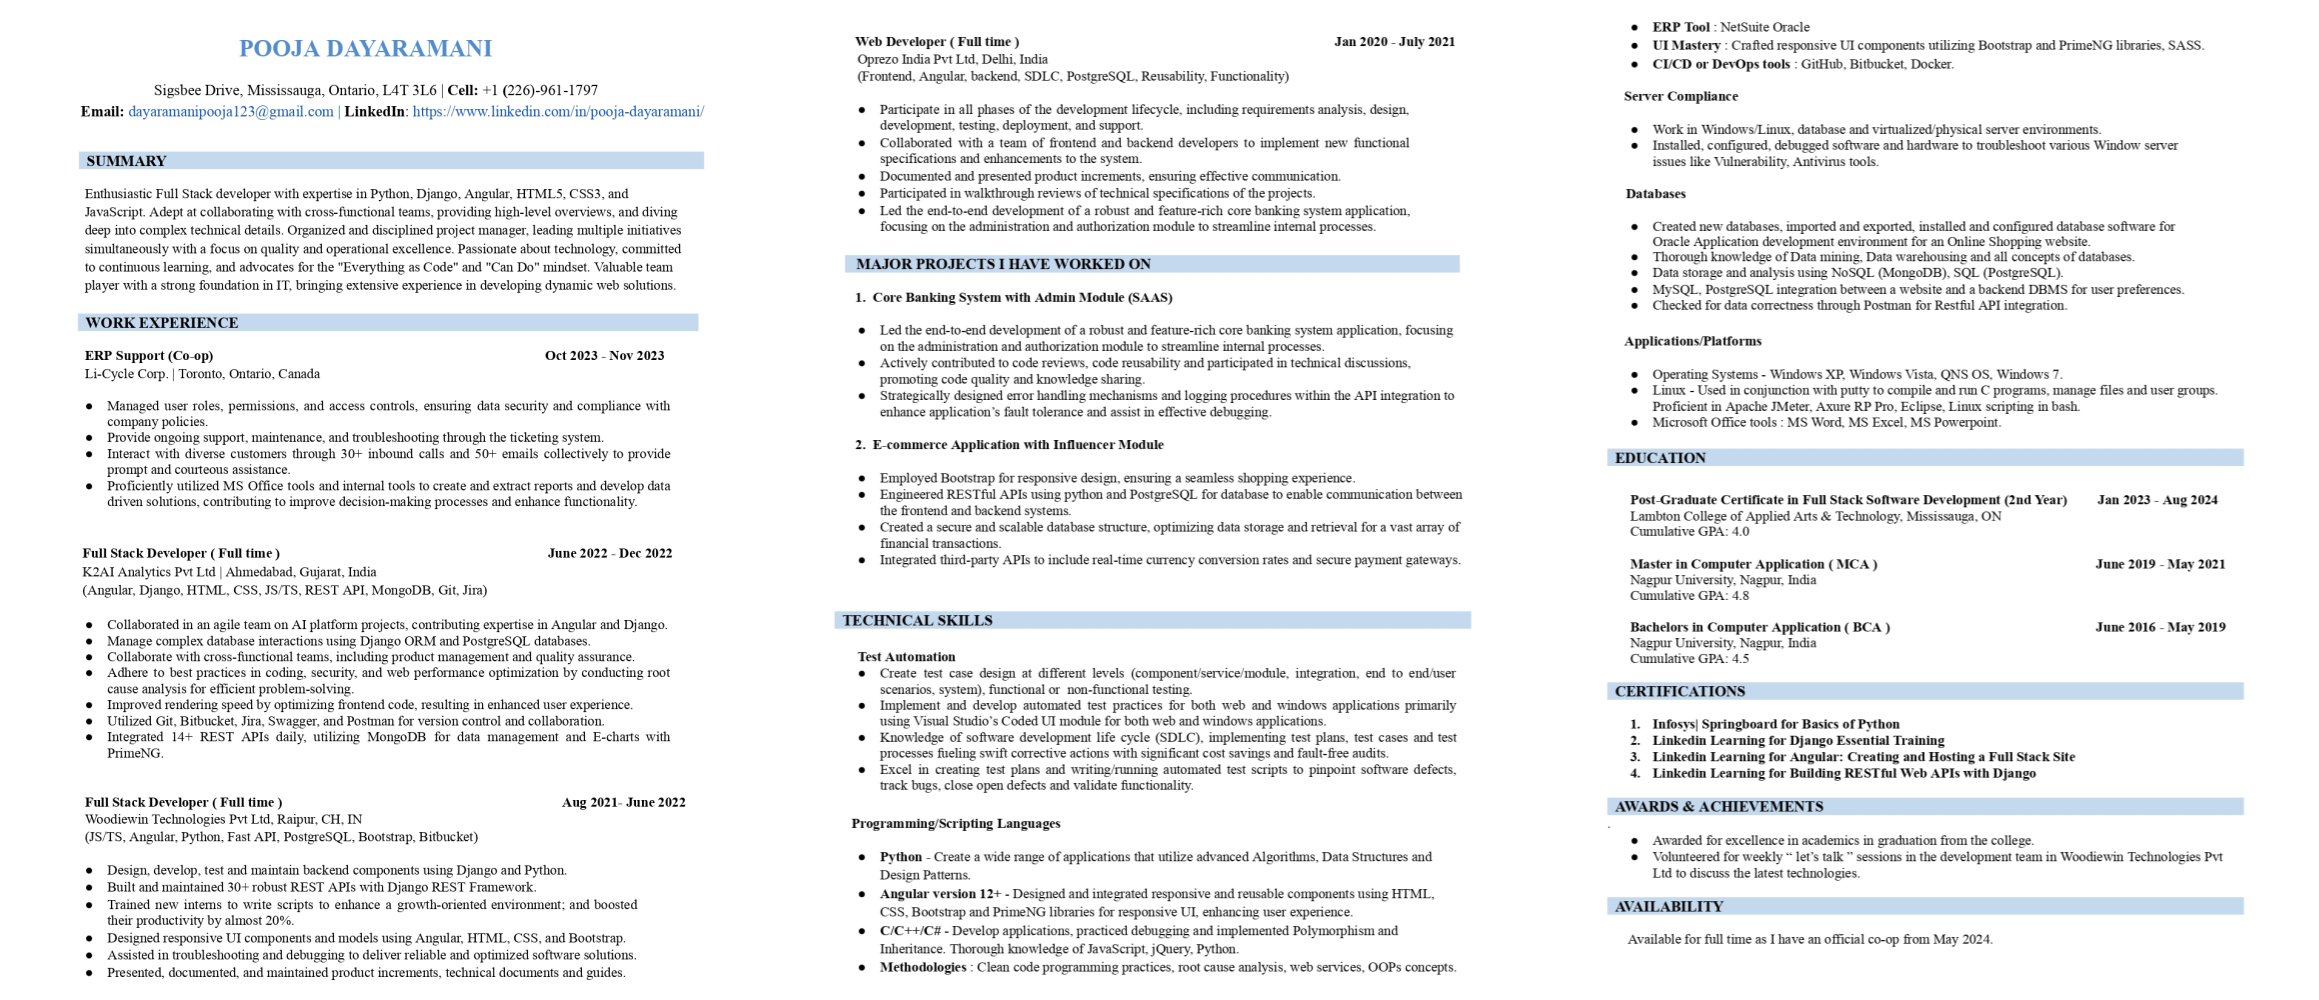 POOJA DAYARAMANI
Sigsbee Drive, Mississauga, Ontario, L4T 3L6 | Cell: +1 (226)-961-1797
Email: dayaramanipooja123@gmail.com | LinkedIn: https://www.linkedin.com/in/pooja-dayaramani/
SUMMARY
Enthusiastic Full Stack developer with expertise in Python, Django, Angular, HTML5, CSS3, and
JavaScript. Adept at collaborating with cross-functional teams, providing high-level overviews, and diving
deep into complex technical details. Organized and disciplined project manager, leading multiple initiatives
simultaneously with a focus on quality and operational excellence. Passionate about technology, committed
to continuous learning, and advocates for the "Everything as Code" and "Can Do" mindset. Valuable team
player with a strong foundation in IT, bringing extensive experience in developing dynamic web solutions.
WORK EXPERIENCE
ERP Support (Co-op) Oct 2023 - Nov 2023
Li-Cycle Corp. | Toronto, Ontario, Canada
● Managed user roles, permissions, and access controls, ensuring data security and compliance with
company policies.
● Provide ongoing support, maintenance, and troubleshooting through the ticketing system.
● Interact with diverse customers through 30+ inbound calls and 50+ emails collectively to provide
prompt and courteous assistance.
● Proficiently utilized MS Office tools and internal tools to create and extract reports and develop data
driven solutions, contributing to improve decision-making processes and enhance functionality.
Full Stack Developer ( Full time ) June 2022 - Dec 2022
K2AI Analytics Pvt Ltd | Ahmedabad, Gujarat, India
(Angular, Django, HTML, CSS, JS/TS, REST API, MongoDB, Git, Jira)
● Collaborated in an agile team on AI platform projects, contributing expertise in Angular and Django.
● Manage complex database interactions using Django ORM and PostgreSQL databases.
● Collaborate with cross-functional teams, including product management and quality assurance.
● Adhere to best practices in coding, security, and web performance optimization by conducting root
cause analysis for efficient problem-solving.
● Improved rendering speed by optimizing frontend code, resulting in enhanced user experience.
● Utilized Git, Bitbucket, Jira, Swagger, and Postman for version control and collaboration.
● Integrated 14+ REST APIs daily, utilizing MongoDB for data management and E-charts with
PrimeNG.
Full Stack Developer ( Full time ) Aug 2021- June 2022
Woodiewin Technologies Pvt Ltd, Raipur, CH, IN
(JS/TS, Angular, Python, Fast API, PostgreSQL, Bootstrap, Bitbucket)
● Design, develop, test and maintain backend components using Django and Python.
● Built and maintained 30+ robust REST APIs with Django REST Framework.
● Trained new interns to write scripts to enhance a growth-oriented environment; and boosted
their productivity by almost 20%.
● Designed responsive UI components and models using Angular, HTML, CSS, and Bootstrap.
● Assisted in troubleshooting and debugging to deliver reliable and optimized software solutions.
● Presented, documented, and maintained product increments, technical documents and guides.
Web Developer ( Full time ) Jan 2020 - July 2021
Oprezo India Pvt Ltd, Delhi, India
(Frontend, Angular, backend, SDLC, PostgreSQL, Reusability, Functionality)
● Participate in all phases of the development lifecycle, including requirements analysis, design,
development, testing, deployment, and support.
● Collaborated with a team of frontend and backend developers to implement new functional
specifications and enhancements to the system.
● Documented and presented product increments, ensuring effective communication.
● Participated in walkthrough reviews of technical specifications of the projects.
● Led the end-to-end development of a robust and feature-rich core banking system application,
focusing on the administration and authorization module to streamline internal processes.
MAJOR PROJECTS I HAVE WORKED ON
1. Core Banking System with Admin Module (SAAS)
● Led the end-to-end development of a robust and feature-rich core banking system application, focusing
on the administration and authorization module to streamline internal processes.
● Actively contributed to code reviews, code reusability and participated in technical discussions,
promoting code quality and knowledge sharing.
● Strategically designed error handling mechanisms and logging procedures within the API integration to
enhance application's fault tolerance and assist in effective debugging.
2. E-commerce Application with Influencer Module
● Employed Bootstrap for responsive design, ensuring a seamless shopping experience.
● Engineered RESTful APIs using python and PostgreSQL for database to enable communication between
the frontend and backend systems.
● Created a secure and scalable database structure, optimizing data storage and retrieval for a vast array of
financial transactions.
● Integrated third-party APIs to include real-time currency conversion rates and secure payment gateways.
TECHNICAL SKILLS
Test Automation
● Create test case design at different levels (component/service/module, integration, end to end/user
scenarios, system), functional or non-functional testing.
● Implement and develop automated test practices for both web and windows applications primarily
using Visual Studio's Coded UI module for both web and windows applications.
● Knowledge of software development life cycle (SDLC), implementing test plans, test cases and test
processes fueling swift corrective actions with significant cost savings and fault-free audits.
● Excel in creating test plans and writing/running automated test scripts to pinpoint software defects,
track bugs, close open defects and validate functionality.
Programming/Scripting Languages
● Python - Create a wide range of applications that utilize advanced Algorithms, Data Structures and
Design Patterns.
● Angular version 12+ - Designed and integrated responsive and reusable components using HTML,
CSS, Bootstrap and PrimeNG libraries for responsive UI, enhancing user experience.
● C/C++/C# - Develop applications, practiced debugging and implemented Polymorphism and
Inheritance. Thorough knowledge of JavaScript, jQuery, Python.
● Methodologies : Clean code programming practices, root cause analysis, web services, OOPs concepts.
● ERP Tool : NetSuite Oracle
● UI Mastery : Crafted responsive UI components utilizing Bootstrap and PrimeNG libraries, SASS.
● CI/CD or DevOps tools : GitHub, Bitbucket, Docker.
Server Compliance
● Work in Windows/Linux, database and virtualized/physical server environments.
● Installed, configured, debugged software and hardware to troubleshoot various Window server
issues like Vulnerability, Antivirus tools.
Databases
● Created new databases, imported and exported, installed and configured database software for
Oracle Application development environment for an Online Shopping website.
● Thorough knowledge of Data mining, Data warehousing and all concepts of databases.
● Data storage and analysis using NoSQL (MongoDB), SQL (PostgreSQL).
● MySQL, PostgreSQL integration between a website and a backend DBMS for user preferences.
● Checked for data correctness through Postman for Restful API integration.
Applications/Platforms
● Operating Systems - Windows XP, Windows Vista, QNS OS, Windows 7.
● Linux - Used in conjunction with putty to compile and run C programs, manage files and user groups.
Proficient in Apache JMeter, Axure RP Pro, Eclipse, Linux scripting in bash.
● Microsoft Office tools : MS Word, MS Excel, MS Powerpoint.
EDUCATION
Post-Graduate Certificate in Full Stack Software Development (2nd Year) Jan 2023 - Aug 2024
Lambton College of Applied Arts & Technology, Mississauga, ON
Cumulative GPA: 4.0
Master in Computer Application ( MCA ) June 2019 - May 2021
Nagpur University, Nagpur, India
Cumulative GPA: 4.8
Bachelors in Computer Application ( BCA ) June 2016 - May 2019
Nagpur University, Nagpur, India
Cumulative GPA: 4.5
CERTIFICATIONS
1. Infosys| Springboard for Basics of Python
2. Linkedin Learning for Django Essential Training
3. Linkedin Learning for Angular: Creating and Hosting a Full Stack Site
4. Linkedin Learning for Building RESTful Web APIs with Django
AWARDS & ACHIEVEMENTS
.
● Awarded for excellence in academics in graduation from the college.
● Volunteered for weekly “ let’s talk ” sessions in the development team in Woodiewin Technologies Pvt
Ltd to discuss the latest technologies.
AVAILABILITY
Available for full time as I have an official co-op from May 2024.